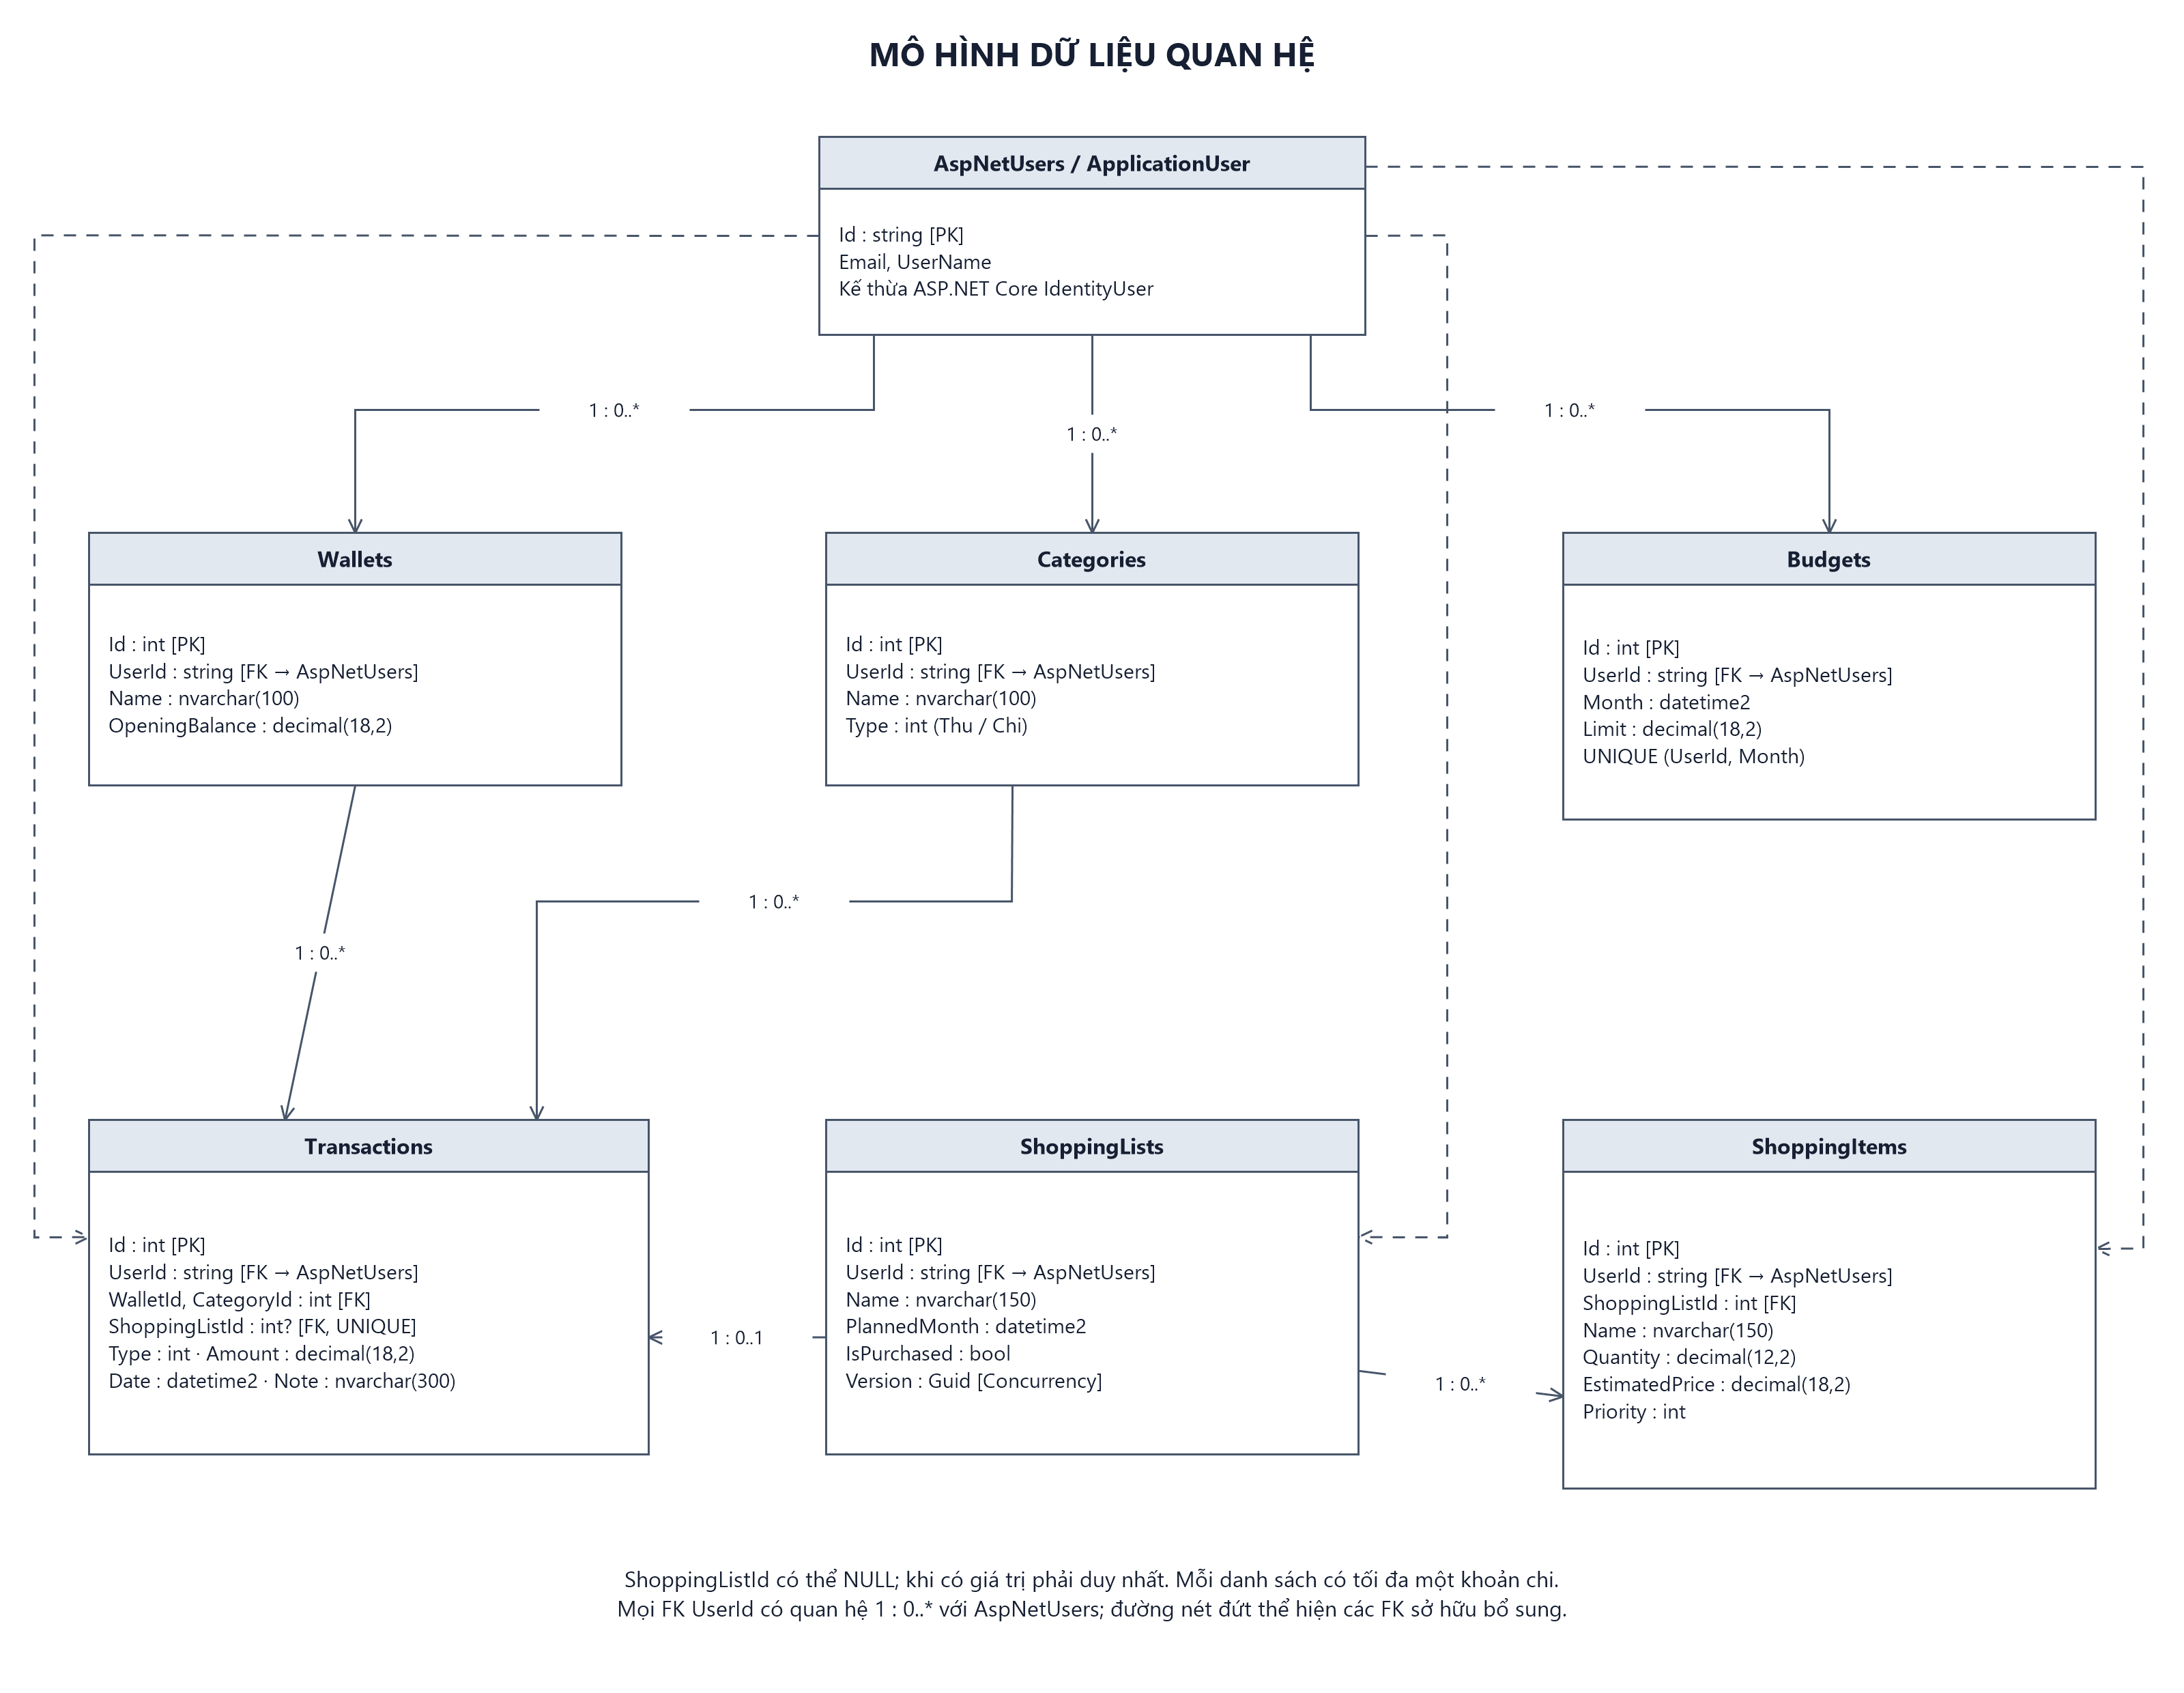 MÔ HÌNH DỮ LIỆU QUAN HỆ
AspNetUsers / ApplicationUser
Id : string [PK]
Email, UserName
Kế thừa ASP.NET Core IdentityUser
1 : 0..*
1 : 0..*
1 : 0..*
Wallets
Id : int [PK]
UserId : string [FK → AspNetUsers]
Name : nvarchar(100)
OpeningBalance : decimal(18,2)
Categories
Id : int [PK]
UserId : string [FK → AspNetUsers]
Name : nvarchar(100)
Type : int (Thu / Chi)
Budgets
Id : int [PK]
UserId : string [FK → AspNetUsers]
Month : datetime2
Limit : decimal(18,2)
UNIQUE (UserId, Month)
1 : 0..*
1 : 0..*
Transactions
Id : int [PK]
UserId : string [FK → AspNetUsers]
WalletId, CategoryId : int [FK]
ShoppingListId : int? [FK, UNIQUE]
Type : int · Amount : decimal(18,2)
Date : datetime2 · Note : nvarchar(300)
1 : 0..1
ShoppingLists
Id : int [PK]
UserId : string [FK → AspNetUsers]
Name : nvarchar(150)
PlannedMonth : datetime2
IsPurchased : bool
Version : Guid [Concurrency]
1 : 0..*
ShoppingItems
Id : int [PK]
UserId : string [FK → AspNetUsers]
ShoppingListId : int [FK]
Name : nvarchar(150)
Quantity : decimal(12,2)
EstimatedPrice : decimal(18,2)
Priority : int
ShoppingListId có thể NULL; khi có giá trị phải duy nhất. Mỗi danh sách có tối đa một khoản chi.
Mọi FK UserId có quan hệ 1 : 0..* với AspNetUsers; đường nét đứt thể hiện các FK sở hữu bổ sung.